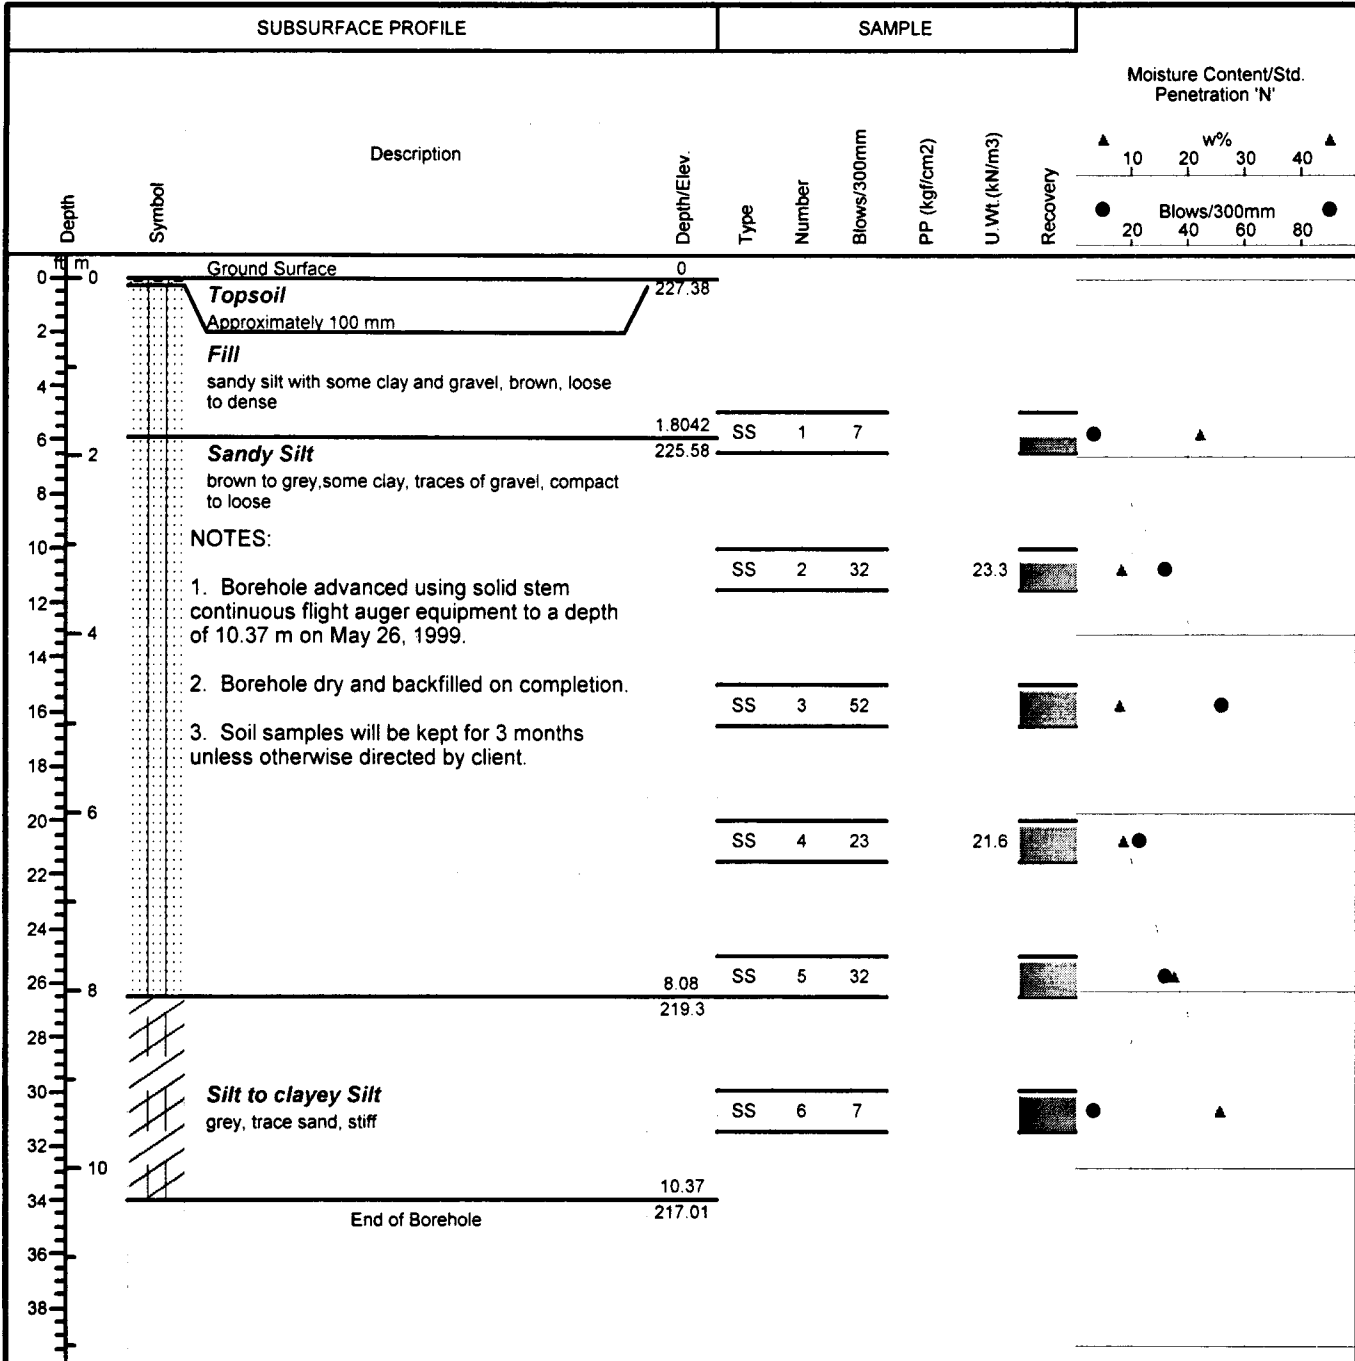 SUBSURFACE PROFILE
SAMPLE
Moisture Content/Std.
Penetration 'N'
Depth
Symbol
Description
Depth/Elev.
Type
Number
Blows/300mm
PP (kgf/cm2)
U.Wt.(kN/m3)
Recovery
w%
10 20 30 40
Blows/300mm
20 40 60 80
ft m
0 0
Ground Surface 0
227.38
Topsoil
Approximately 100 mm
2
Fill
sandy silt with some clay and gravel, brown, loose
to dense
4
1.8042
SS 1 7
6
225.58
2
Sandy Silt
brown to grey,some clay, traces of gravel, compact
to loose
8
NOTES:
10
SS 2 32 23.3
1. Borehole advanced using solid stem
continuous flight auger equipment to a depth
of 10.37 m on May 26, 1999.
12
4
14
2. Borehole dry and backfilled on completion.
16
SS 3 52
3. Soil samples will be kept for 3 months
unless otherwise directed by client.
18
6
20
SS 4 23 21.6
22
24
26
8
8.08
SS 5 32
219.3
28
30
Silt to clayey Silt
grey, trace sand, stiff
SS 6 7
32
10
10.37
34
217.01
End of Borehole
36
38